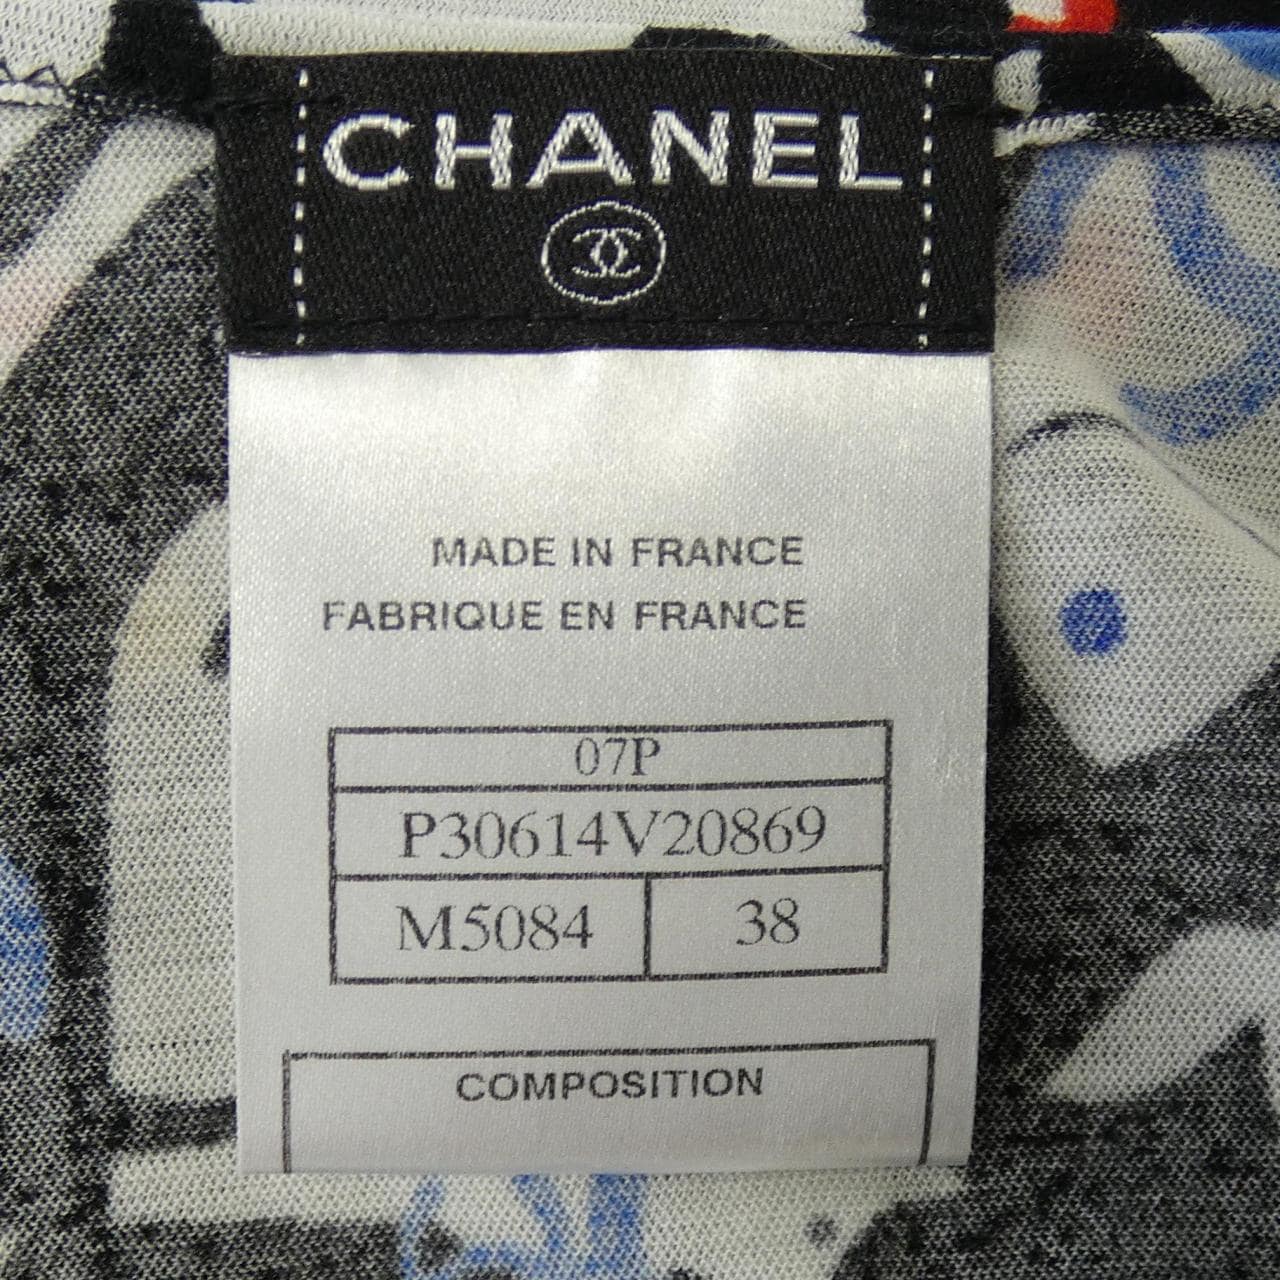 CHANEL
MADE IN FRANCE
FABRIQUE EN FRANCE
07P
P30614V20869
M5084 38
COMPOSITION